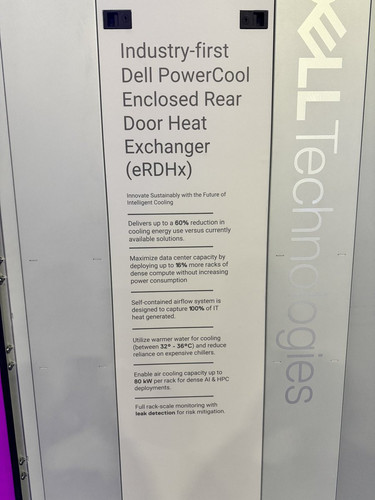 Industry-first
Dell PowerCool
Enclosed Rear
Door Heat
Exchanger
(eRDHx)
Innovate Sustainably with the Future of
Intelligent Cooling
Delivers up to a 60% reduction in
cooling energy use versus currently
available solutions.
Maximize data center capacity by
deploying up to 16% more racks of
dense compute without increasing
power consumption
Self-contained airflow system is
designed to capture 100% of IT
heat generated.
Utilize warmer water for cooling
(between 32° - 36°C) and reduce
reliance on expensive chillers.
Enable air cooling capacity up to
80 kW per rack for dense AI & HPC
deployments.
Full rack-scale monitoring with
leak detection for risk mitigation.
ELL Technologies